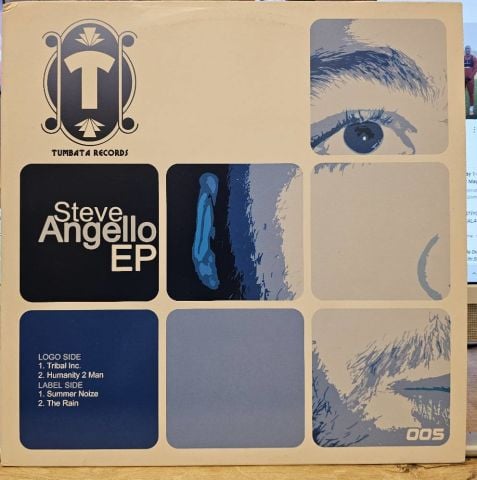 T
TUMBATA RECORDS
Steve
Angello
EP
LOGO SIDE
1. Tribal Inc.
2. Humanity 2 Man
LABEL SIDE
1. Summer Noize
2. The Rain
005